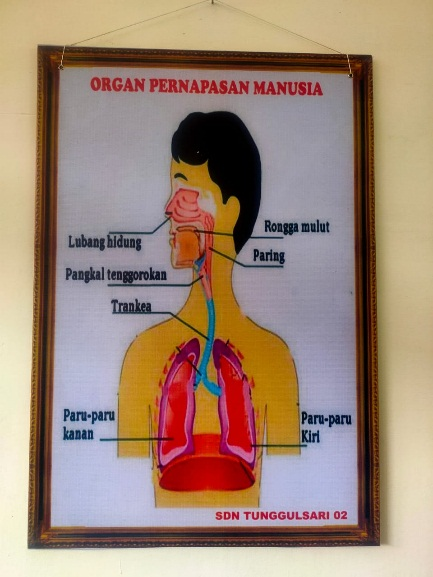 ORGAN PERNAPASAN MANUSIA
Lubang hidung
Rongga mulut
Paring
Pangkal tenggorokan
Trankea
Paru-paru
kanan
Paru-paru
Kiri
SDN TUNGGULSARI 02